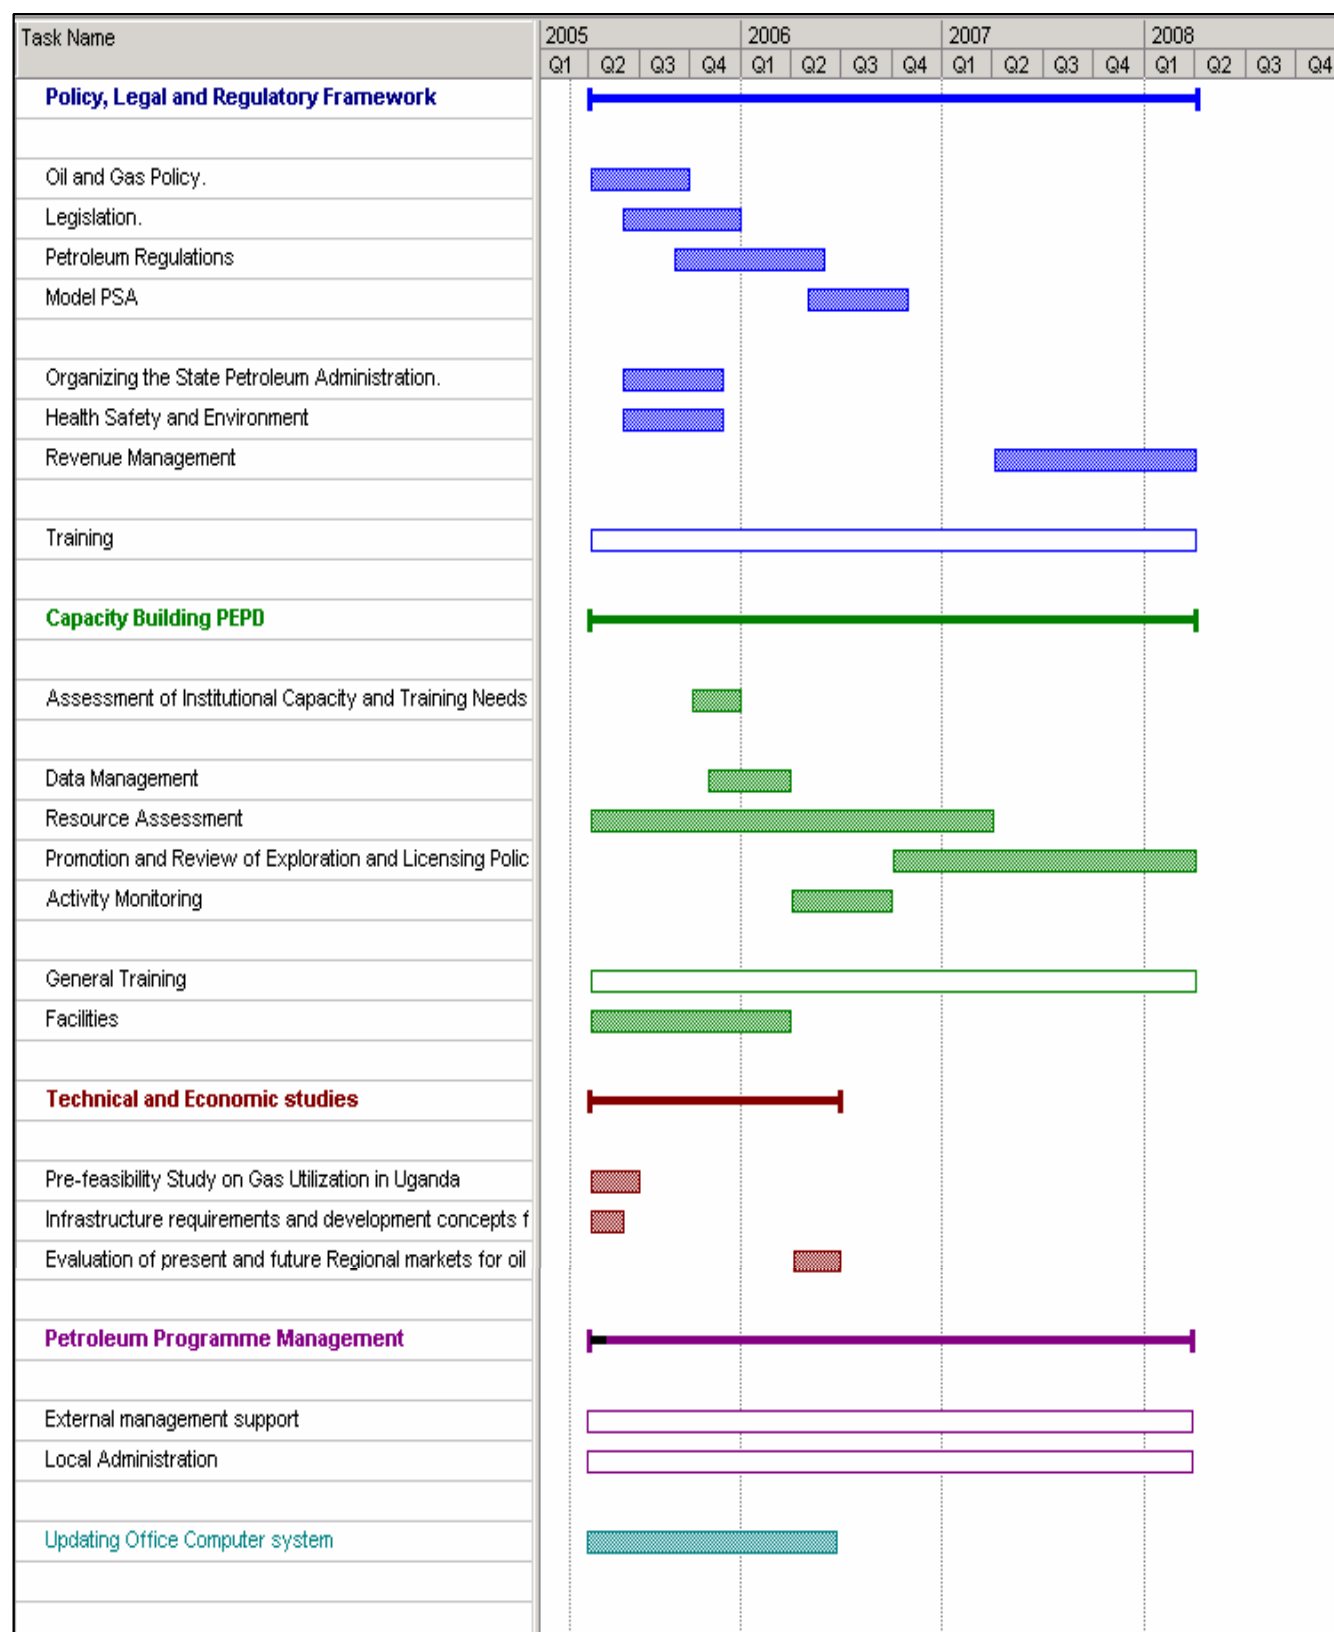 Task Name
2005 2006 2007 2008
Q1 Q2 Q3 Q4 Q1 Q2 Q3 Q4 Q1 Q2 Q3 Q4 Q1 Q2 Q3 Q4
Policy, Legal and Regulatory Framework
Oil and Gas Policy.
Legislation.
Petroleum Regulations
Model PSA
Organizing the State Petroleum Administration.
Health Safety and Environment
Revenue Management
Training
Capacity Building PEPD
Assessment of Institutional Capacity and Training Needs
Data Management
Resource Assessment
Promotion and Review of Exploration and Licensing Polic
Activity Monitoring
General Training
Facilities
Technical and Economic studies
Pre-feasibility Study on Gas Utilization in Uganda
Infrastructure requirements and development concepts f
Evaluation of present and future Regional markets for oil
Petroleum Programme Management
External management support
Local Administration
Updating Office Computer system